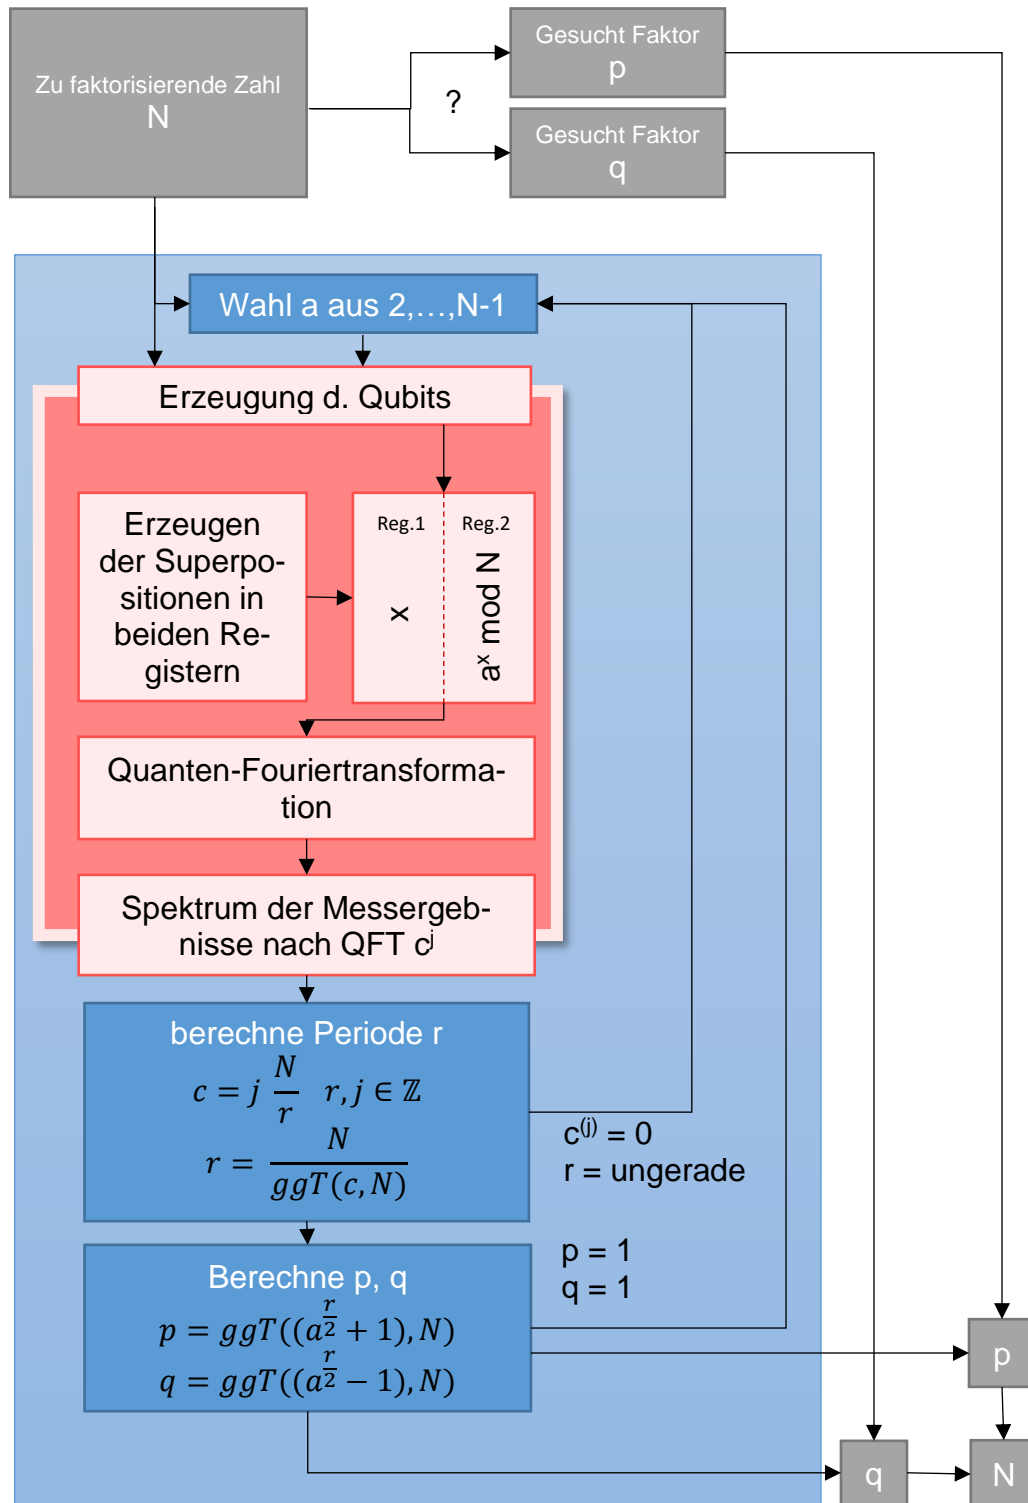 Zu faktorisierende Zahl
N
Gesucht Faktor
p
?
Gesucht Faktor
q
Wahl a aus 2,…,N-1
Erzeugung d. Qubits
Erzeugen
der Superpo-
sitionen in
beiden Re-
gistern
Reg.1
x
Reg.2
aˣ mod N
Quanten-Fouriertransforma-
tion
Spektrum der Messergeb-
nisse nach QFT cʲ
berechne Periode r
c = j N/r r, j ∈ ℤ
r = N/ggT(c, N)
c⁽ʲ⁾ = 0
r = ungerade
p = 1
q = 1
Berechne p, q
p = ggT((a^(r/2) + 1), N)
q = ggT((a^(r/2) − 1), N)
p
q
N